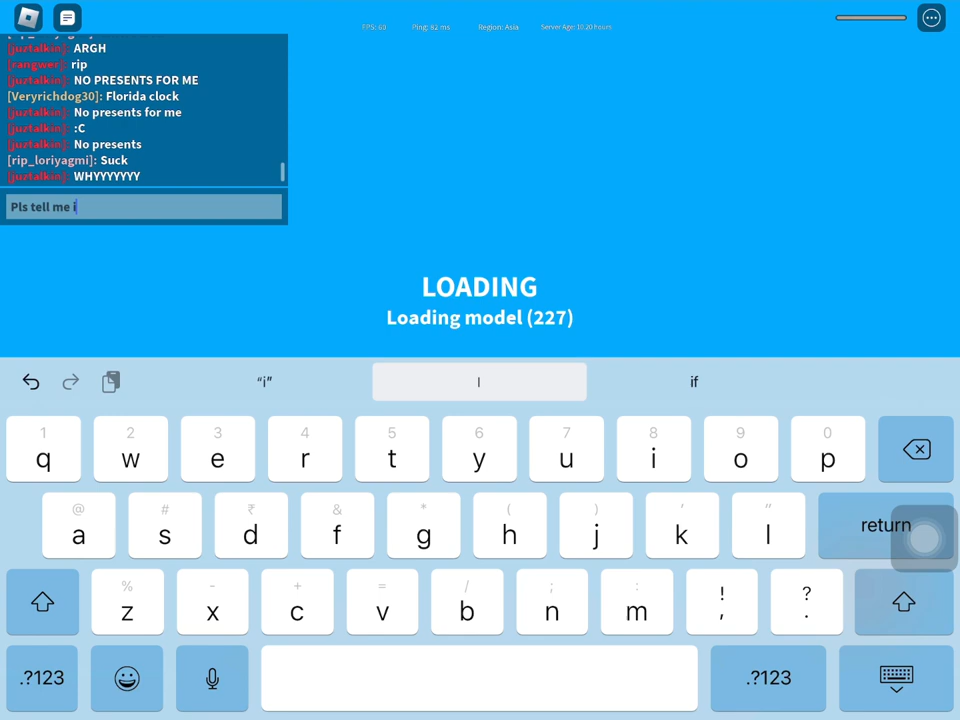 FPS: 60 Ping: 82 ms Region: Asia Server Age: 10:20 hours
[juztalkin]: ARGH
[rangwer]: rip
[juztalkin]: NO PRESENTS FOR ME
[Veryrichdog30]: Florida clock
[juztalkin]: No presents for me
[juztalkin]: :C
[juztalkin]: No presents
[rip_loriyagmi]: Suck
[juztalkin]: WHYYYYYYY
Pls tell me i
LOADING
Loading model (227)
“i” I if
1 2 3 4 5 6 7 8 9 0
q w e r t y u i o p
@ # ₹ & * ( ) ' "
a s d f g h j k l return
% - + = / ; : ! ?
z x c v b n m , .
.?123 .?123